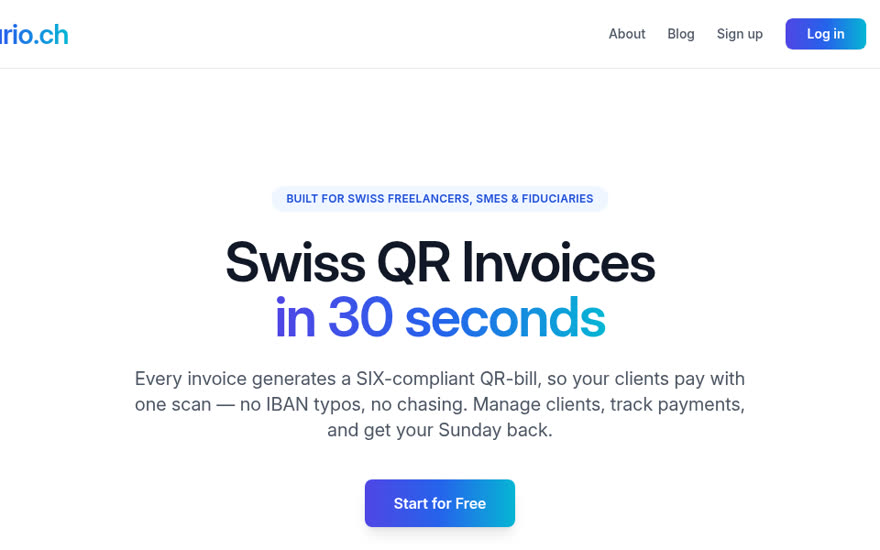 rio.ch
About
Blog
Sign up
Log in
BUILT FOR SWISS FREELANCERS, SMES & FIDUCIARIES
Swiss QR Invoices
in 30 seconds
Every invoice generates a SIX-compliant QR-bill, so your clients pay with
one scan — no IBAN typos, no chasing. Manage clients, track payments,
and get your Sunday back.
Start for Free